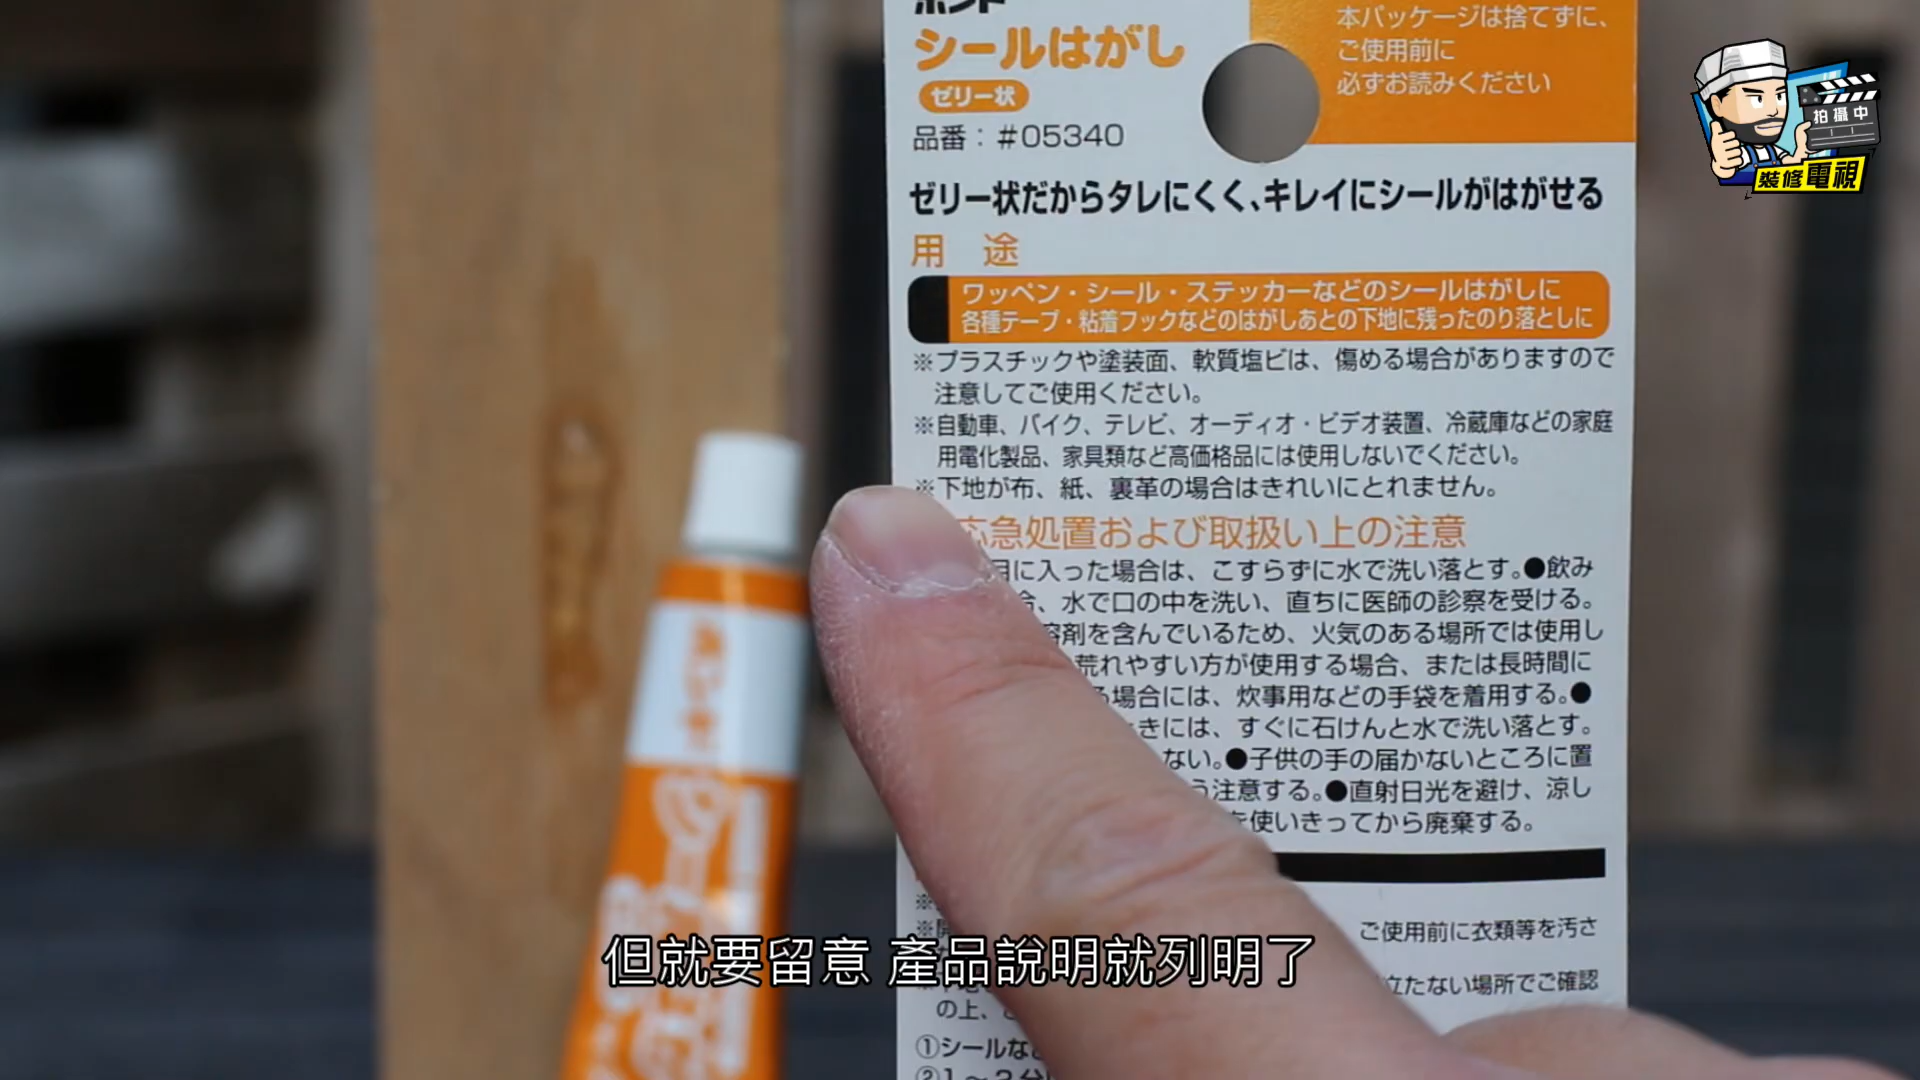 ボンド
シールはがし
ゼリー状
品番：#05340
本パッケージは捨てずに、
ご使用前に
必ずお読みください
拍攝中
裝修電視
ゼリー状だからタレにくく、キレイにシールがはがせる
用 途
ワッペン・シール・ステッカーなどのシールはがしに
各種テープ・粘着フックなどのはがしあとの下地に残ったのり落としに
※プラスチックや塗装面、軟質塩ビは、傷める場合がありますので
注意してご使用ください。
※自動車、バイク、テレビ、オーディオ・ビデオ装置、冷蔵庫などの家庭
用電化製品、家具類など高価格品には使用しないでください。
※下地が布、紙、裏革の場合はきれいにとれません。
応急処置および取扱い上の注意
目に入った場合は、こすらずに水で洗い落とす。●飲み
、水で口の中を洗い、直ちに医師の診察を受ける。
溶剤を含んでいるため、火気のある場所では使用し
荒れやすい方が使用する場合、または長時間に
る場合には、炊事用などの手袋を着用する。●
きには、すぐに石けんと水で洗い落とす。
ない。●子供の手の届かないところに置
う注意する。●直射日光を避け、涼し
を使いきってから廃棄する。
※
※開
ご使用前に衣類等を汚さ
立たない場所でご確認
の上、
①シールな
②1～2分
但就要留意 產品說明就列明了